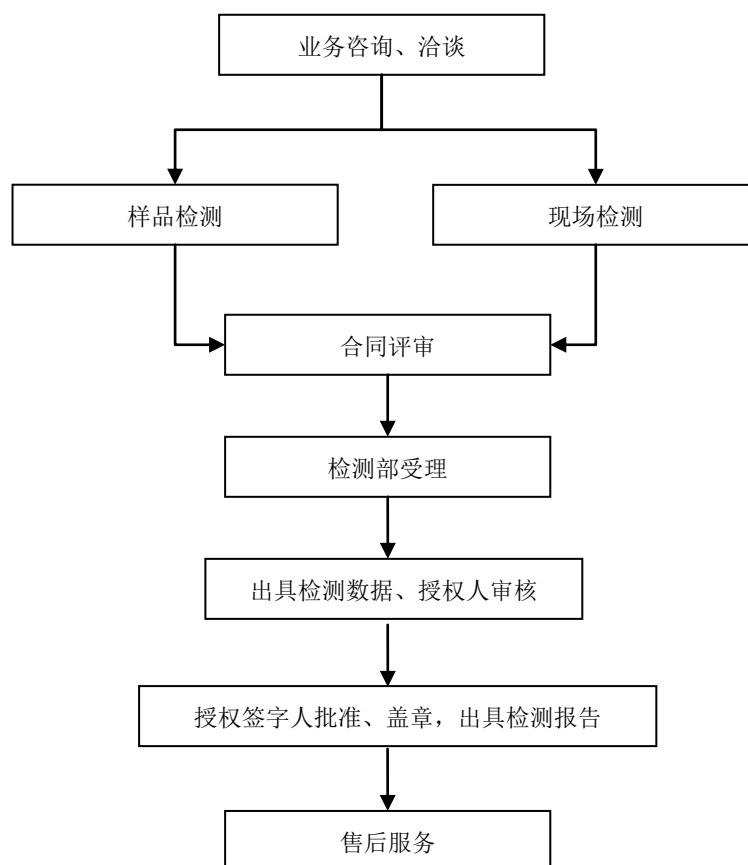 业务咨询、洽谈
样品检测
现场检测
合同评审
检测部受理
出具检测数据、授权人审核
授权签字人批准、盖章，出具检测报告
售后服务